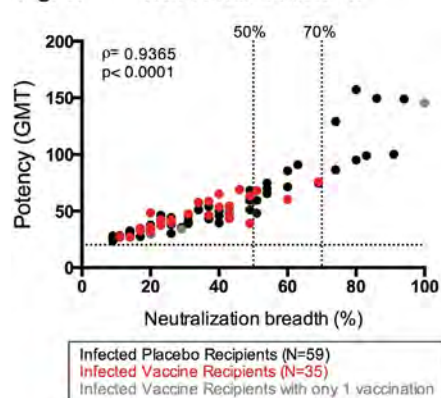 50% 70%
200
ρ= 0.9365
p< 0.0001
150
100
50
0
0 20 40 60 80 100
Potency (GMT)
Neutralization breadth (%)
Infected Placebo Recipients (N=59)
Infected Vaccine Recipients (N=35)
Infected Vaccine Recipients with ony 1 vaccination